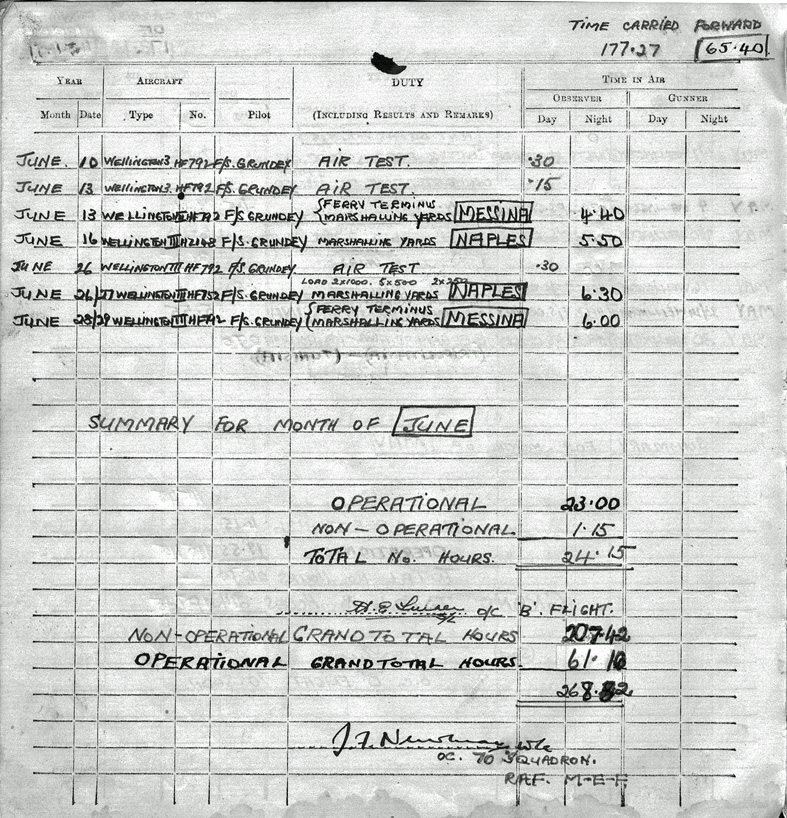 TIME CARRIED FORWARD
177.27 65.40
YEAR AIRCRAFT DUTY TIME IN AIR
OBSERVER GUNNER
Month Date Type No. Pilot (INCLUDING RESULTS AND REMARKS) Day Night Day Night
JUNE. 10 WELLINGTON3 HF792 F/S. GRUNDEY AIR TEST. .30
JUNE 13 WELLINGTON3. HF792 F/S. GRUNDEY AIR TEST. .15
JUNE 13 WELLINGTON III HF792 F/S GRUNDEY {FERRY TERMINUS MARSHALLING YARDS MESSINA 4.40
JUNE 16 WELLINGTON III F/S. GRUNDEY MARSHALLING YARDS NAPLES 5.50
JUNE 26 WELLINGTON III HF792 F/S. GRUNDEY AIR TEST .30
LOAD 2x1000. 5x500 2x250
JUNE 26/27 WELLINGTON III HF752 F/S. GRUNDEY MARSHALLING YARDS NAPLES 6.30
JUNE 28/29 WELLINGTON III F/S. GRUNDEY {FERRY TERMINUS MARSHALLING YARDS MESSINA 6.00
SUMMARY FOR MONTH OF JUNE
OPERATIONAL 23.00
NON-OPERATIONAL 1.15
TOTAL No. HOURS. 24.15
O/C 'B'. FLIGHT.
NON-OPERATIONAL GRAND TOTAL HOURS 207.42
OPERATIONAL GRAND TOTAL HOURS. 61.10
J.F. Newman W/C
OC. 70 SQUADRON.
R.A.F. M-E-F.